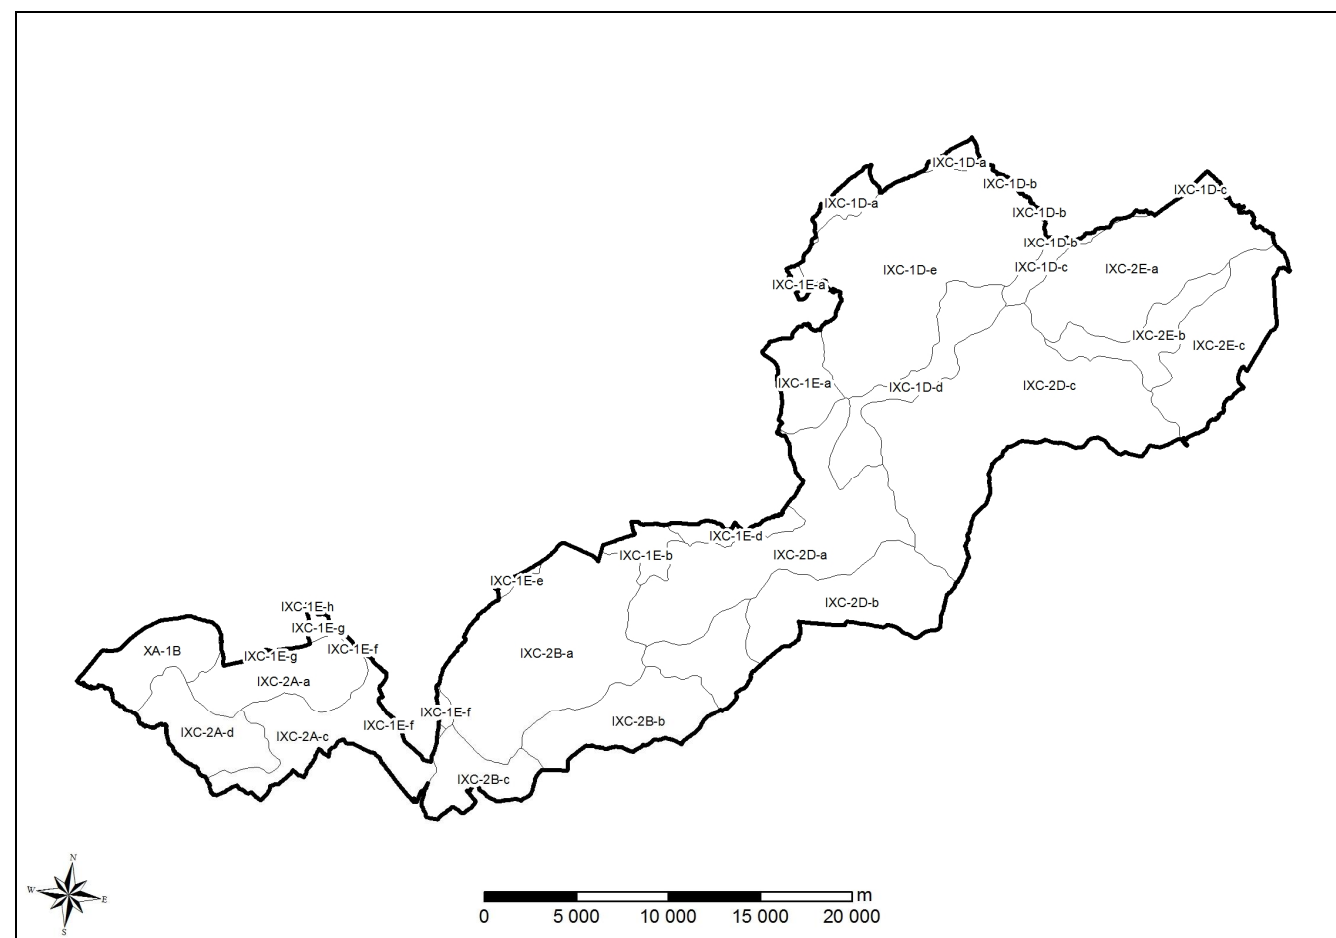 IXC-1D-a
IXC-1D-b
IXC-1D-c
IXC-1D-a
IXC-1D-b
IXC-1D-b
IXC-1D-c
IXC-1D-e
IXC-2E-a
IXC-1E-a
IXC-2E-b
IXC-2E-c
IXC-1E-a
IXC-1D-d
IXC-2D-c
IXC-1E-d
IXC-1E-b
IXC-2D-a
IXC-1E-e
IXC-2D-b
IXC-1E-h
IXC-1E-g
XA-1B
IXC-1E-g
IXC-1E-f
IXC-2B-a
IXC-2A-a
IXC-1E-f
IXC-2A-d
IXC-2A-c
IXC-1E-f
IXC-2B-b
IXC-2B-c
N
W
E
S
m
0 5 000 10 000 15 000 20 000